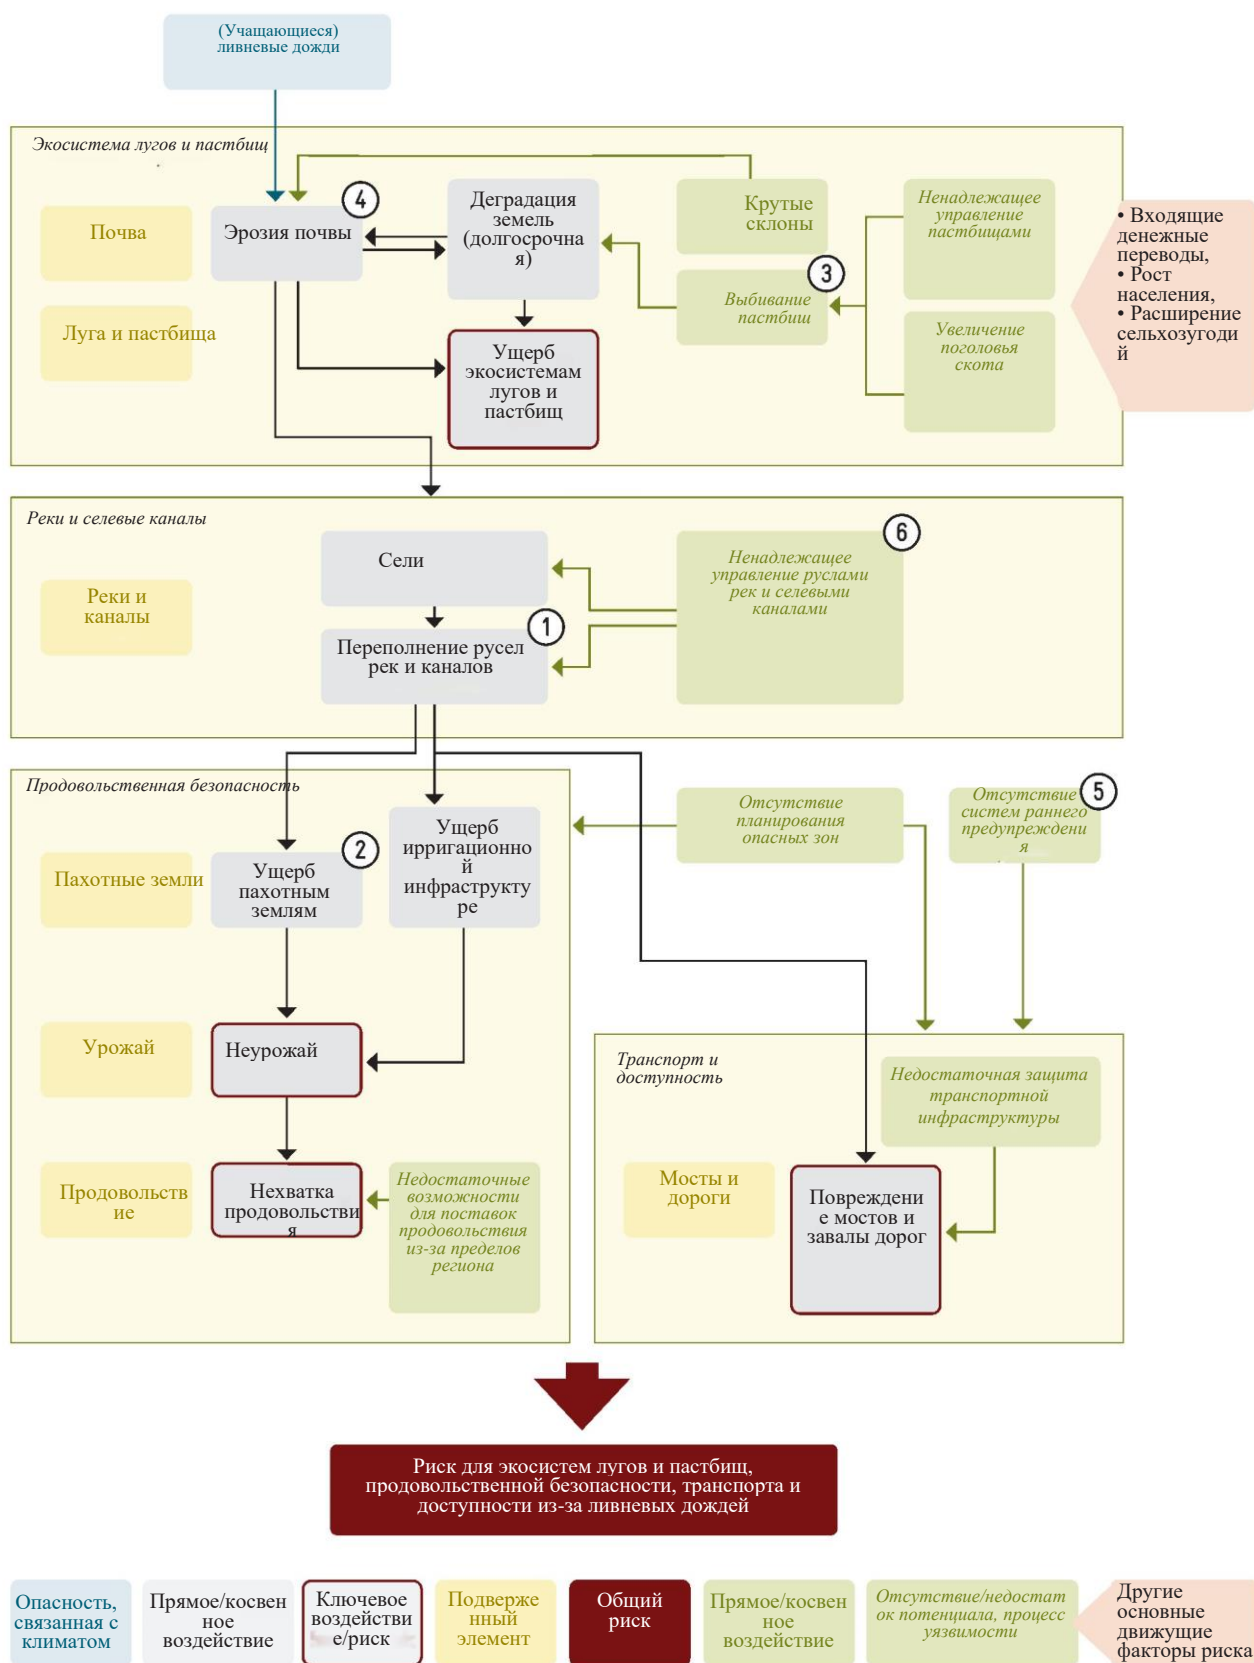 (Учащающиеся)
ливневые дожди
Экосистема лугов и пастбищ
Почва
Эрозия почвы
4
Деградация
земель
(долгосрочна
я)
Крутые
склоны
Ненадлежащее
управление
пастбищами
• Входящие
денежные
переводы,
• Рост
населения,
• Расширение
сельхозугоди
й
Луга и пастбища
Выбивание
пастбищ
3
Увеличение
поголовья
скота
Ущерб
экосистемам
лугов и
пастбищ
Реки и селевые каналы
Реки и
каналы
Сели
Ненадлежащее
управление руслами
рек и селевыми
каналами
6
Переполнение русел
рек и каналов
1
Продовольственная безопасность
Пахотные земли
Ущерб
пахотным
землям
2
Ущерб
ирригационно
й
инфраструкту
ре
Отсутствие
планирования
опасных зон
Отсутствие
систем раннего
предупреждени
я
5
Урожай
Неурожай
Продовольств
ие
Нехватка
продовольстви
я
Недостаточные
возможности
для поставок
продовольствия
из-за пределов
региона
Транспорт и
доступность
Недостаточная защита
транспортной
инфраструктуры
Мосты и
дороги
Повреждени
е мостов и
завалы дорог
Риск для экосистем лугов и пастбищ,
продовольственной безопасности, транспорта и
доступности из-за ливневых дождей
Опасность,
связанная с
климатом
Прямое/косвен
ное
воздействие
Ключевое
воздействи
е/риск
Подверже
нный
элемент
Общий
риск
Прямое/косвен
ное
воздействие
Отсутствие/недостат
ок потенциала, процесс
уязвимости
Другие
основные
движущие
факторы риска